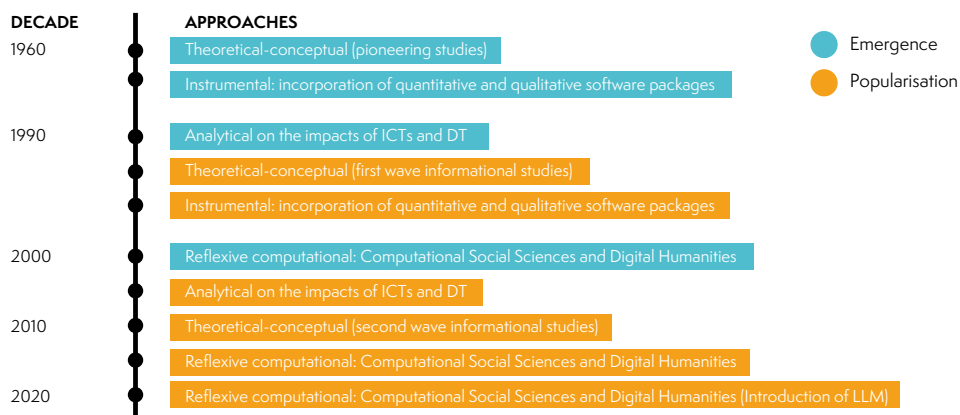 DECADE
APPROACHES
1960
Theoretical-conceptual (pioneering studies)
Emergence
Instrumental: incorporation of quantitative and qualitative software packages
Popularisation
1990
Analytical on the impacts of ICTs and DT
Theoretical-conceptual (first wave informational studies)
Instrumental: incorporation of quantitative and qualitative software packages
2000
Reflexive computational: Computational Social Sciences and Digital Humanities
Analytical on the impacts of ICTs and DT
2010
Theoretical-conceptual (second wave informational studies)
Reflexive computational: Computational Social Sciences and Digital Humanities
2020
Reflexive computational: Computational Social Sciences and Digital Humanities (Introduction of LLM)